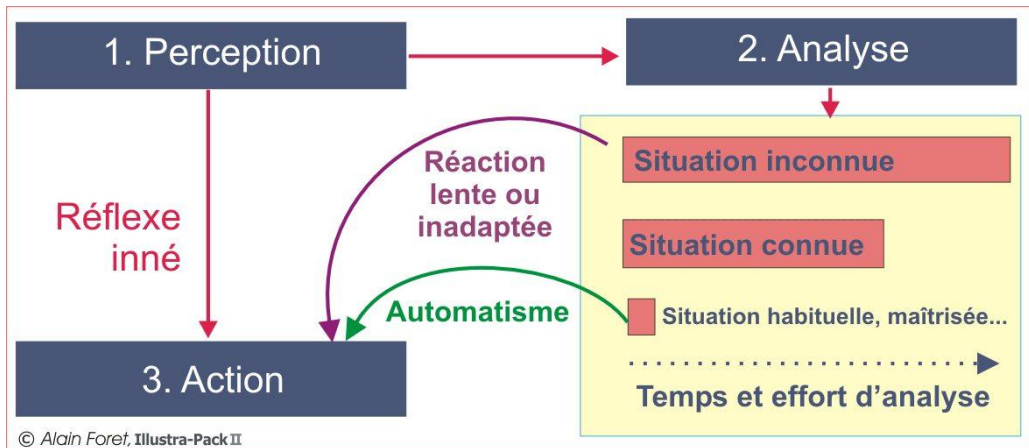 1. Perception
2. Analyse
Réflexe
inné
Réaction
lente ou
inadaptée
Situation inconnue
Situation connue
Automatisme
Situation habituelle, maîtrisée...
3. Action
Temps et effort d'analyse
© Alain Foret, Illustra-Pack II